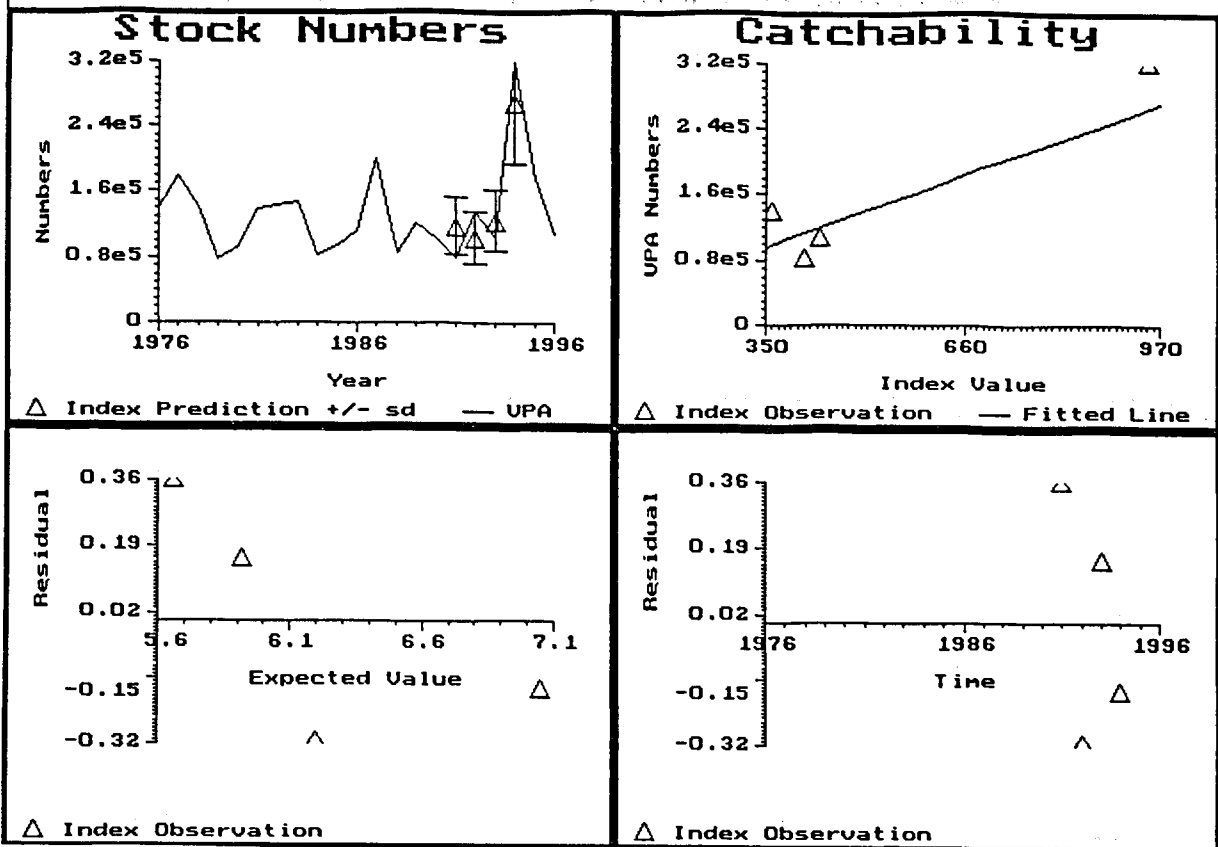 Stock Numbers
3.2e5
2.4e5
1.6e5
0.8e5
0
Numbers
1976 1986 1996
Year
△ Index Prediction +/- sd — VPA
Catchability
3.2e5
2.4e5
1.6e5
0.8e5
0
VPA Numbers
350 660 970
Index Value
△ Index Observation — Fitted Line
0.36
0.19
0.02
-0.15
-0.32
Residual
5.6 6.1 6.6 7.1
Expected Value
△ Index Observation
0.36
0.19
0.02
-0.15
-0.32
Residual
1976 1986 1996
Time
△ Index Observation